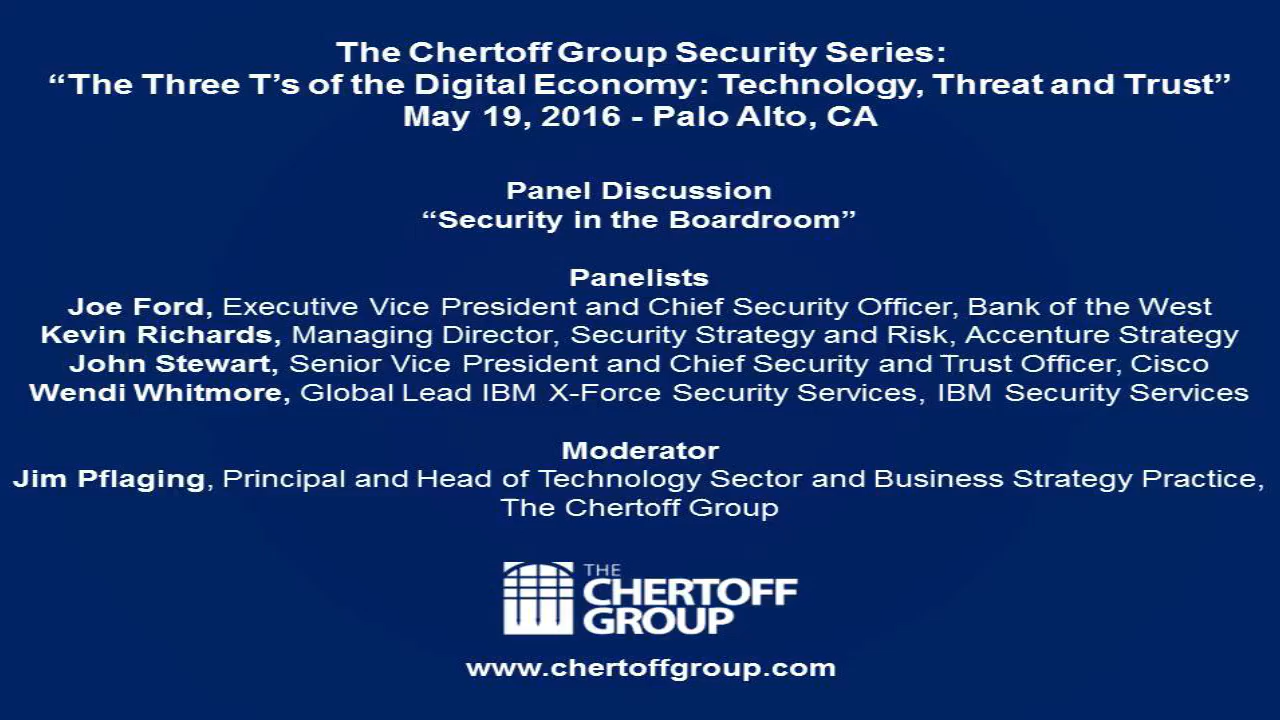 The Chertoff Group Security Series:
“The Three T’s of the Digital Economy: Technology, Threat and Trust”
May 19, 2016 - Palo Alto, CA
Panel Discussion
“Security in the Boardroom”
Panelists
Joe Ford, Executive Vice President and Chief Security Officer, Bank of the West
Kevin Richards, Managing Director, Security Strategy and Risk, Accenture Strategy
John Stewart, Senior Vice President and Chief Security and Trust Officer, Cisco
Wendi Whitmore, Global Lead IBM X-Force Security Services, IBM Security Services
Moderator
Jim Pflaging, Principal and Head of Technology Sector and Business Strategy Practice,
The Chertoff Group
THE
CHERTOFF
GROUP
www.chertoffgroup.com